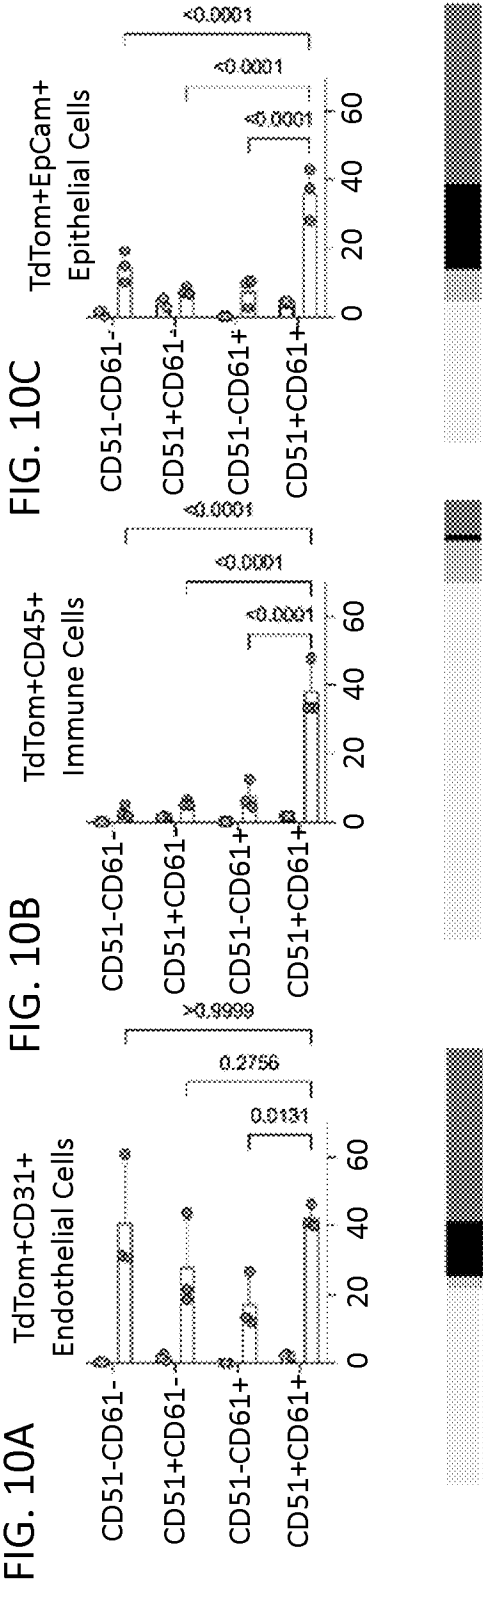 FIG. 10A
TdTom+CD31+
Endothelial Cells
CD51-CD61-
CD51+CD61-
CD51-CD61+
CD51+CD61+
0
20
40
60
0.0131
0.2756
>0.9999
FIG. 10B
TdTom+CD45+
Immune Cells
CD51-CD61-
CD51+CD61-
CD51-CD61+
CD51+CD61+
0
20
40
60
<0.0001
<0.0001
<0.0001
FIG. 10C
TdTom+EpCam+
Epithelial Cells
CD51-CD61-
CD51+CD61-
CD51-CD61+
CD51+CD61+
0
20
40
60
<0.0001
<0.0001
<0.0001